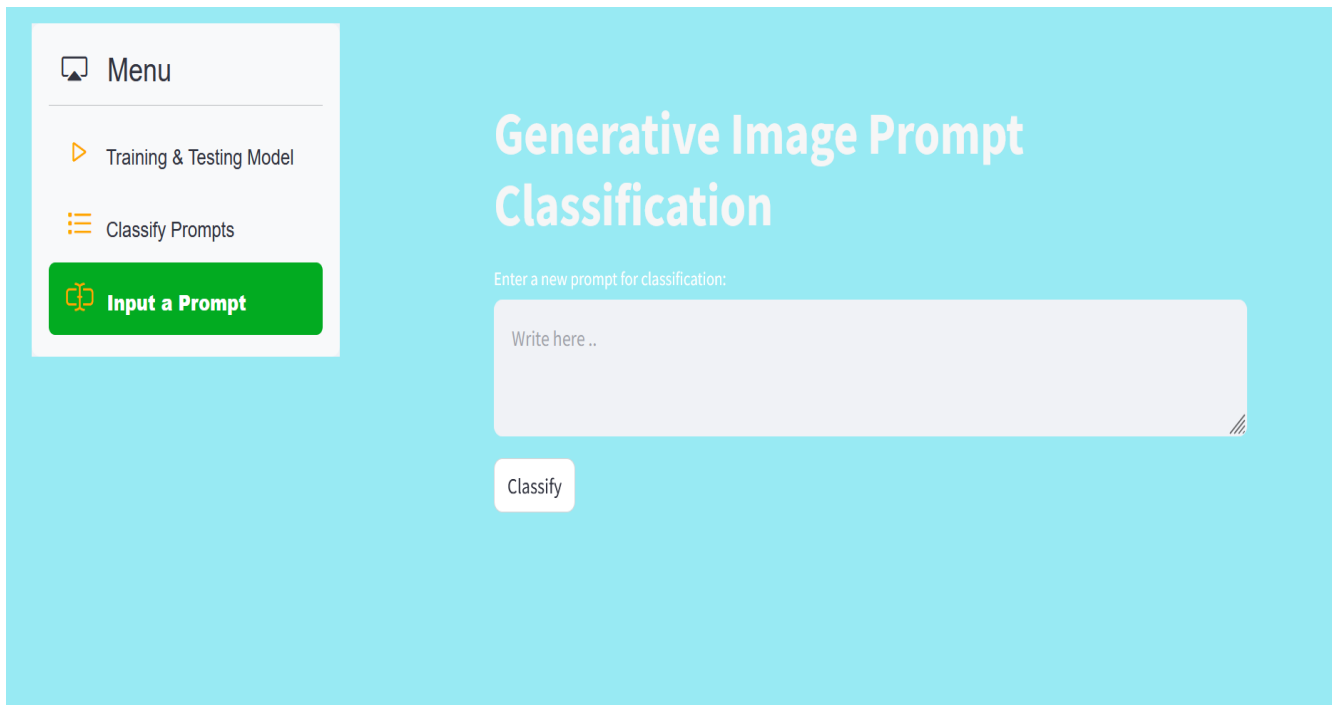 Menu
Training & Testing Model
Classify Prompts
Input a Prompt
Generative Image Prompt
Classification
Enter a new prompt for classification:
Write here ..
Classify